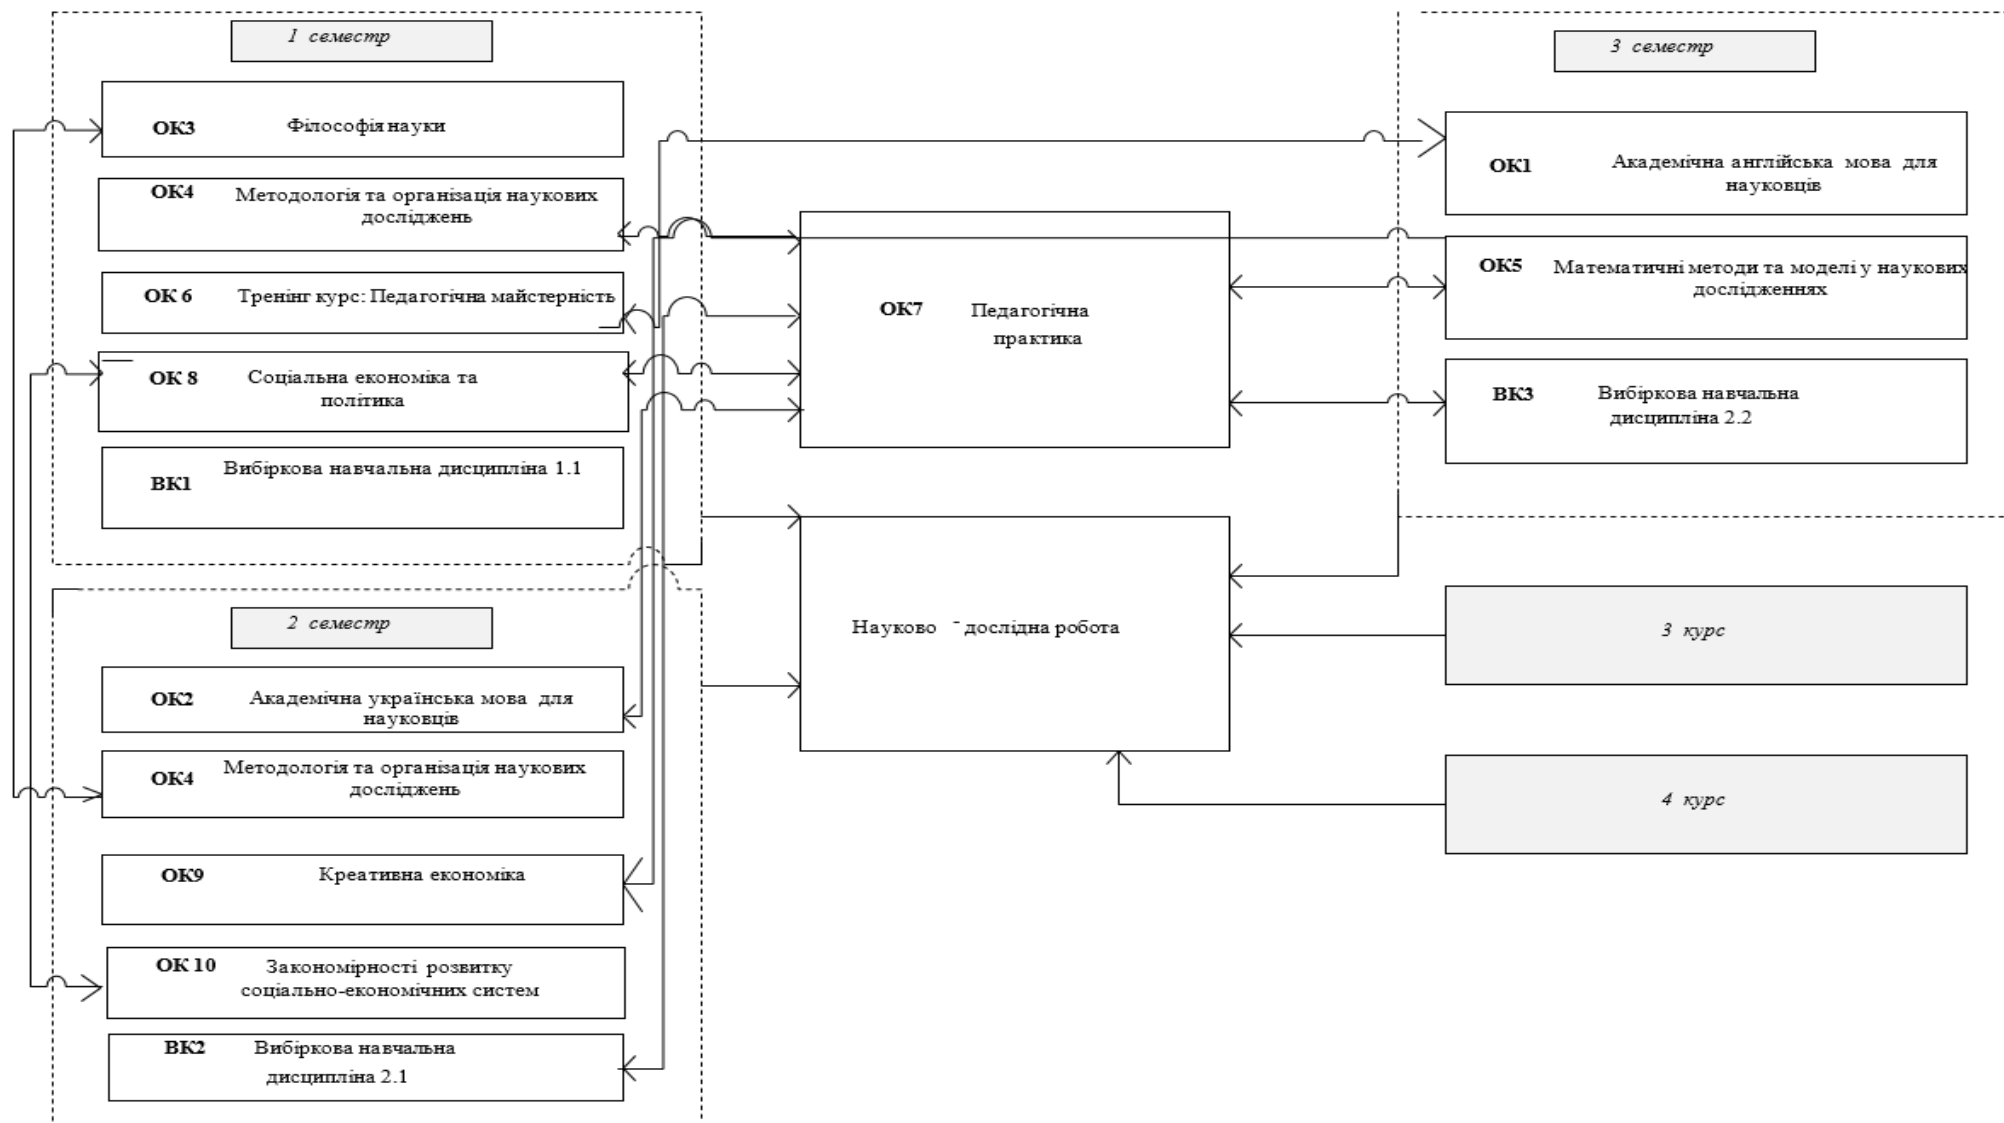 1 семестр
ОК3 Філософія науки
ОК4 Методологія та організація наукових
досліджень
ОК 6 Тренінг курс: Педагогічна майстерність
ОК 8 Соціальна економіка та
політика
ВК1 Вибіркова навчальна дисципліна 1.1
2 семестр
ОК2 Академічна українська мова для
науковців
ОК4 Методологія та організація наукових
досліджень
ОК9 Креативна економіка
ОК 10 Закономірності розвитку
соціально-економічних систем
ВК2 Вибіркова навчальна
дисципліна 2.1
ОК7 Педагогічна
практика
Науково - дослідна робота
3 семестр
ОК1 Академічна англійська мова для
науковців
ОК5 Математичні методи та моделі у наукових
дослідженнях
ВК3 Вибіркова навчальна
дисципліна 2.2
3 курс
4 курс